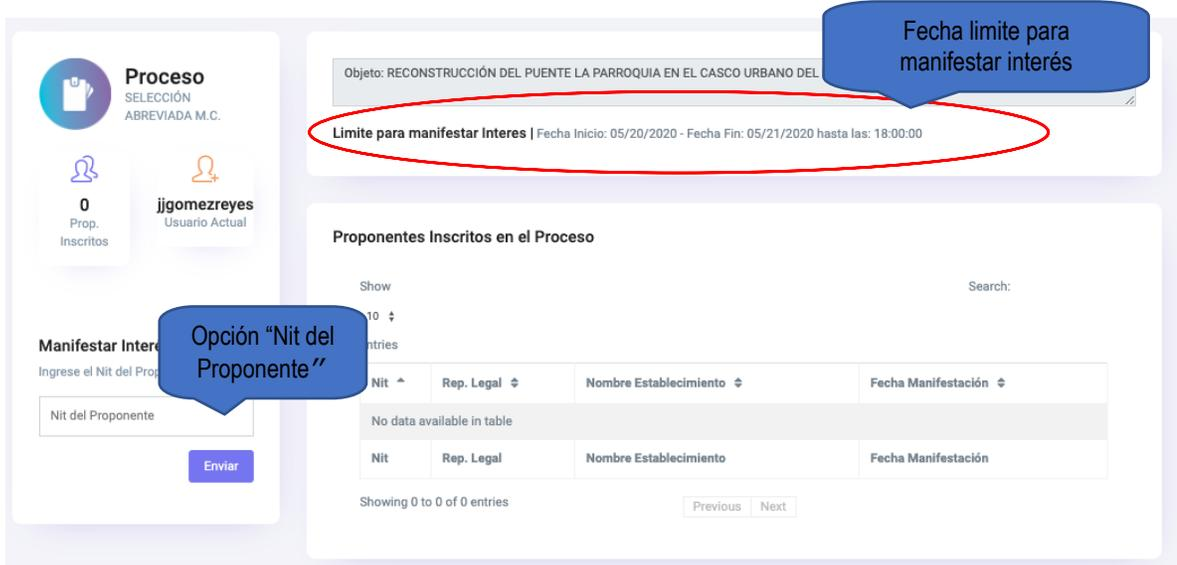 Fecha limite para
manifestar interés
Proceso
SELECCIÓN
ABREVIADA M.C.
0
Prop.
Inscritos
jjgomezreyes
Usuario Actual
Manifestar
Ingrese el Nit del
Nit del Proponente
Enviar
Opción “Nit del
Proponente”
Objeto: RECONSTRUCCIÓN DEL PUENTE LA PARROQUIA EN EL CASCO URBANO DEL
Limite para manifestar Interes | Fecha Inicio: 05/20/2020 - Fecha Fin: 05/21/2020 hasta las: 18:00:00
Proponentes Inscritos en el Proceso
Show
Search:
10
Nit Rep. Legal Nombre Establecimiento Fecha Manifestación
No data available in table
Nit Rep. Legal Nombre Establecimiento Fecha Manifestación
Showing 0 to 0 of 0 entries
Previous Next